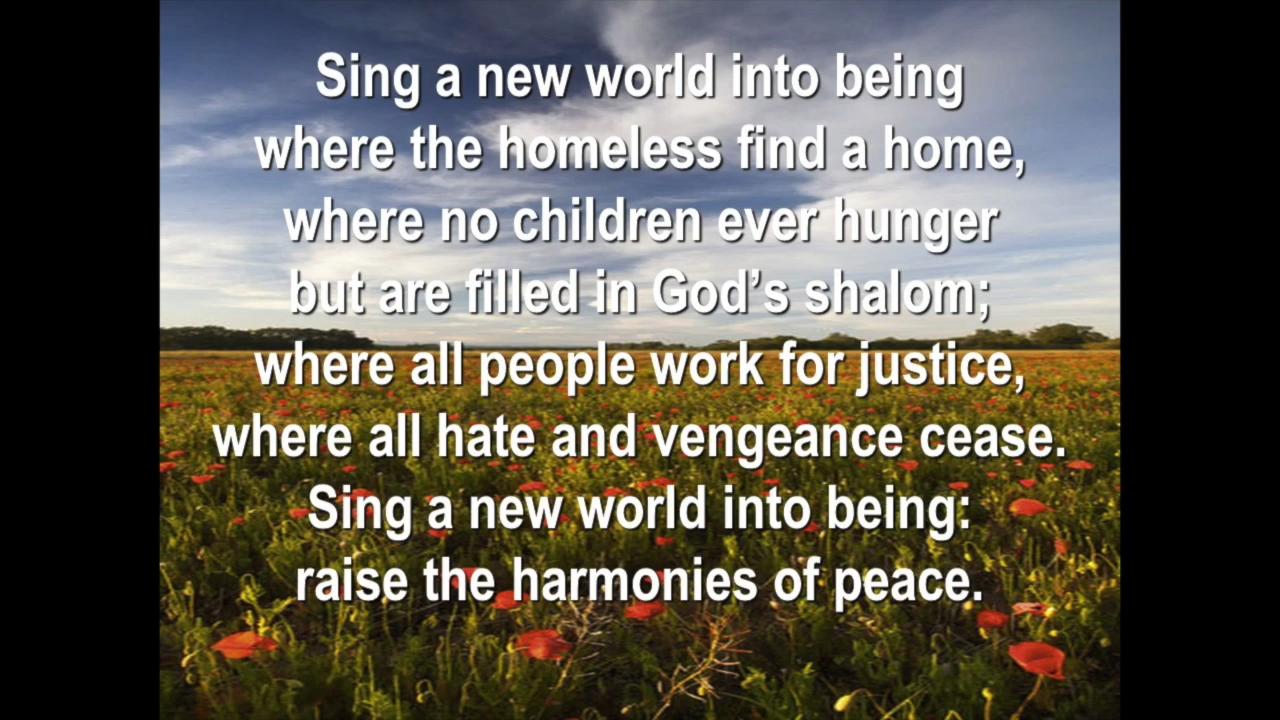 Sing a new world into being
where the homeless find a home,
where no children ever hunger
but are filled in God’s shalom;
where all people work for justice,
where all hate and vengeance cease.
Sing a new world into being:
raise the harmonies of peace.